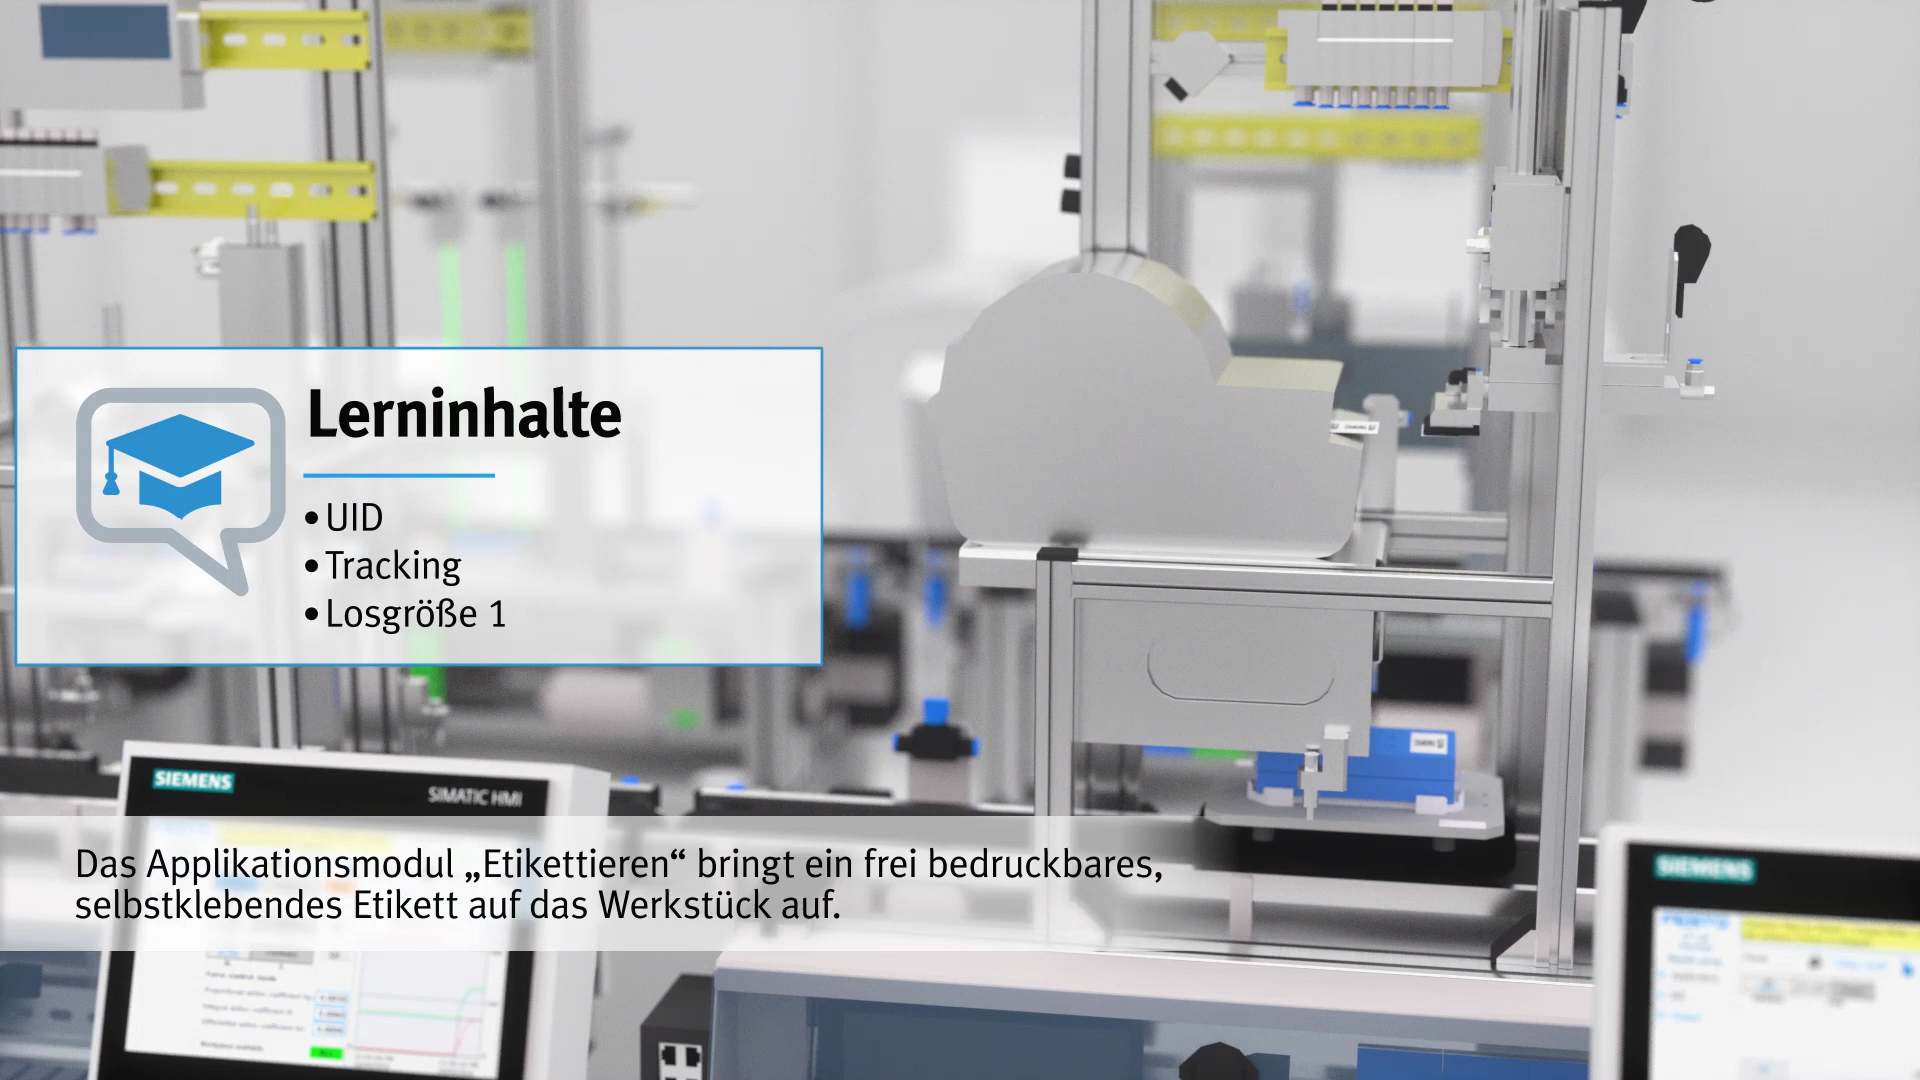 Lerninhalte
• UID
• Tracking
• Losgröße 1
SIEMENS
SIMATIC HMI
Das Applikationsmodul „Etikettieren“ bringt ein frei bedruckbares,
selbstklebendes Etikett auf das Werkstück auf.
SIEMENS